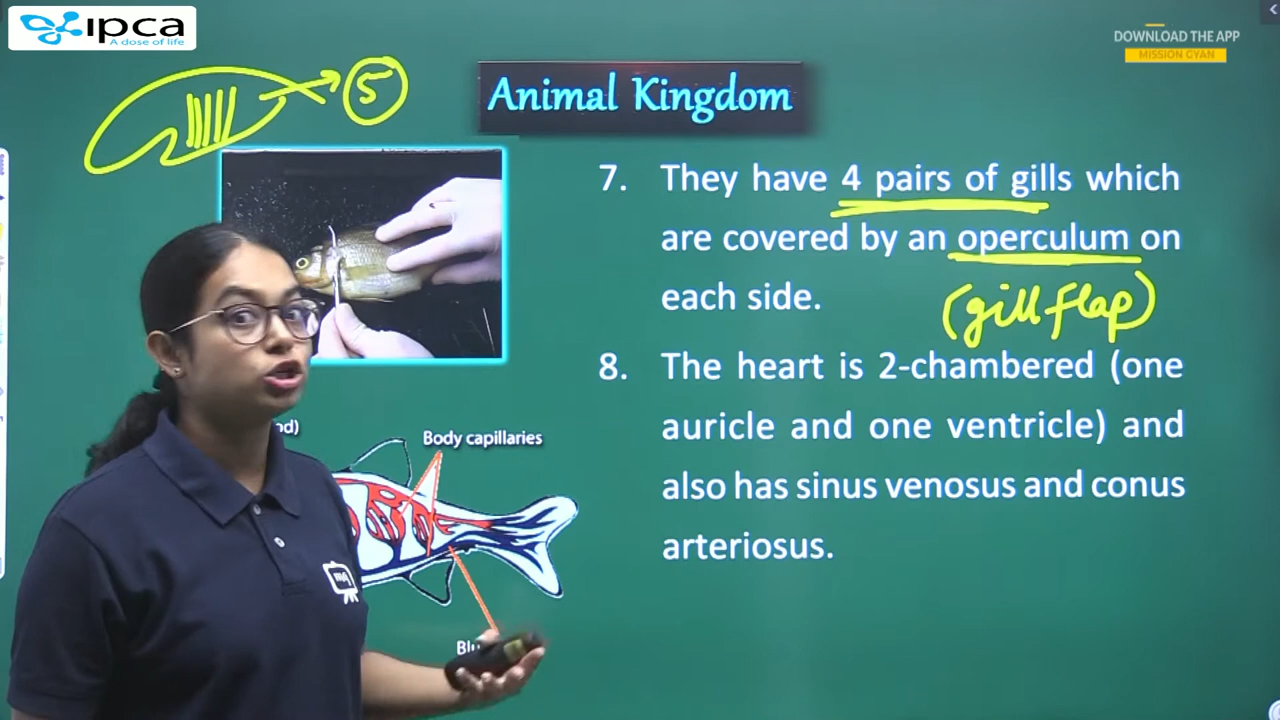 ipca
A dose of life
DOWNLOAD THE APP
MISSION GYAN
5
Animal Kingdom
7. They have 4 pairs of gills which
are covered by an operculum on
each side.
(gill flap)
8. The heart is 2-chambered (one
auricle and one ventricle) and
also has sinus venosus and conus
arteriosus.
Body capillaries